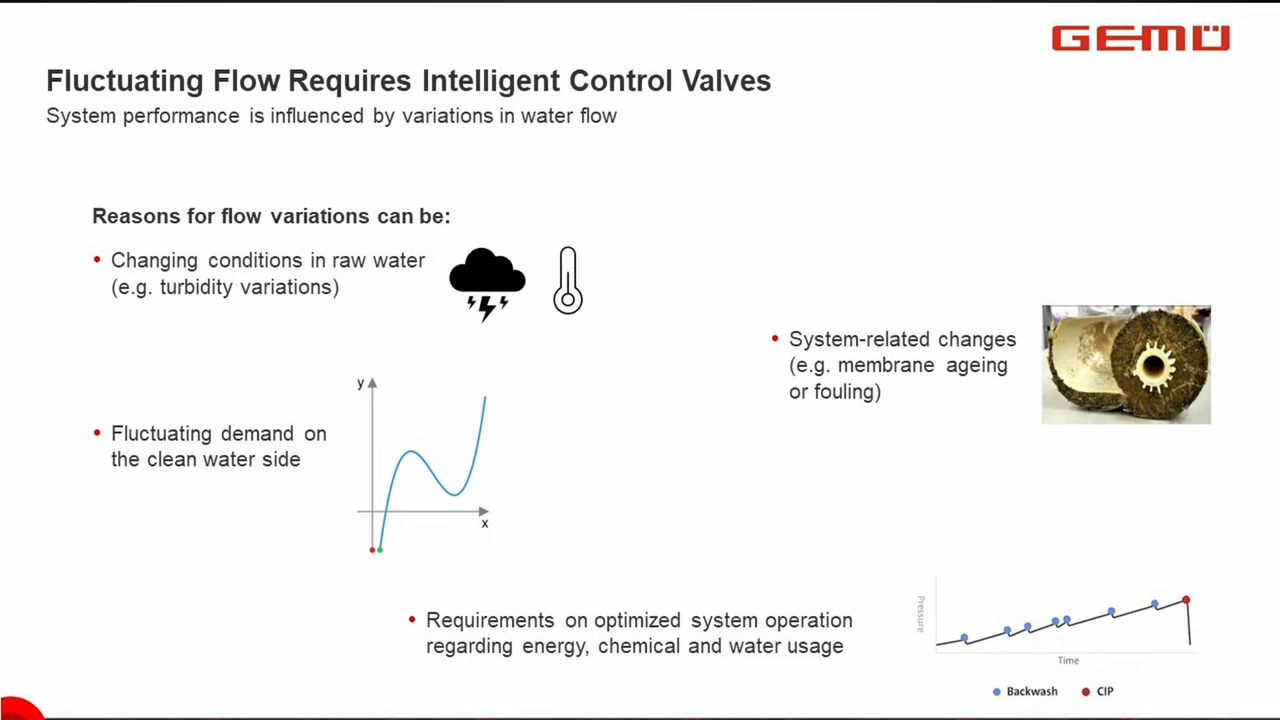 GEMÜ
Fluctuating Flow Requires Intelligent Control Valves
System performance is influenced by variations in water flow
Reasons for flow variations can be:
• Changing conditions in raw water
(e.g. turbidity variations)
• System-related changes
(e.g. membrane ageing
or fouling)
y
• Fluctuating demand on
the clean water side
x
• Requirements on optimized system operation
regarding energy, chemical and water usage
Pressure
Time
Backwash
CIP